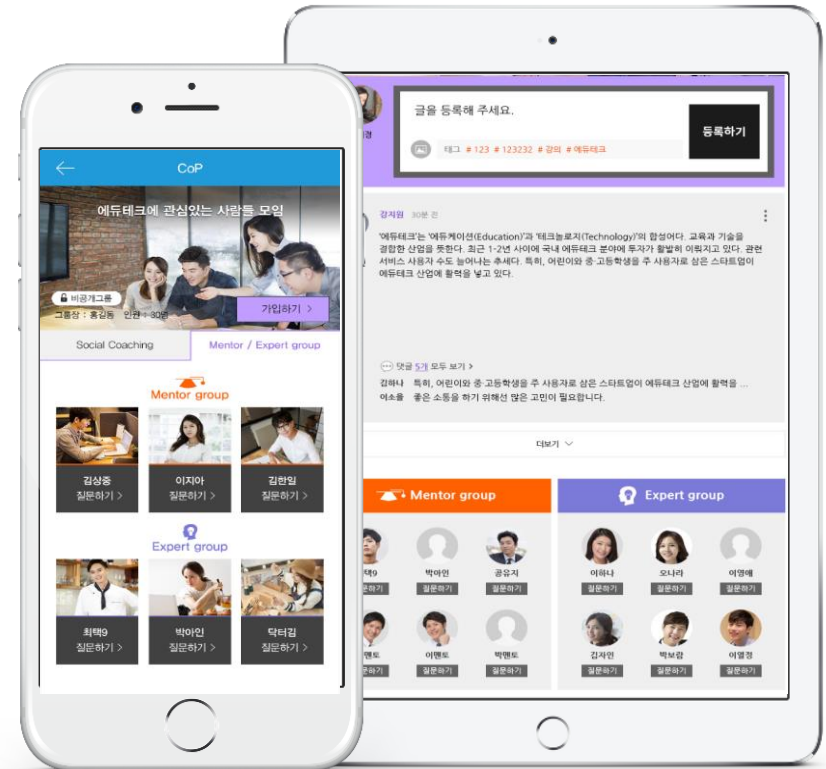 CoP
에듀테크에 관심있는 사람들 모임
비공개그룹
그룹장 : 홍길동 인원 : 30명
가입하기 >
Social Coaching
Mentor / Expert group
Mentor group
김상중
이지아
김한일
질문하기 >
질문하기 >
질문하기 >
Expert group
최택9
박아인
닥터김
질문하기 >
질문하기 >
질문하기 >
글을 등록해 주세요.
등록하기
태그 # 123 # 123232 # 강의 # 에듀테크
강지원 30분 전
'에듀테크'는 '에듀케이션(Education)'과 '테크놀로지(Technology)'의 합성어다. 교육과 기술을
결합한 산업을 뜻한다. 최근 1-2년 사이에 국내 에듀테크 분야에 투자가 활발히 이뤄지고 있다. 관련
서비스 사용자 수도 늘어나는 추세다. 특히, 어린이와 중·고등학생을 주 사용자로 삼은 스타트업이
에듀테크 산업에 활력을 넣고 있다.
댓글 5개 모두 보기 >
김하나 특히, 어린이와 중·고등학생을 주 사용자로 삼은 스타트업이 에듀테크 산업에 활력을 ...
이소율 좋은 소통을 하기 위해선 많은 고민이 필요합니다.
더보기
Mentor group
Expert group
택9
박아인
공유지
이하나
오나라
이영애
문하기
질문하기
질문하기
질문하기
질문하기
질문하기
멘토
이멘토
박멘토
김자인
박보람
이열정
문하기
질문하기
질문하기
질문하기
질문하기
질문하기